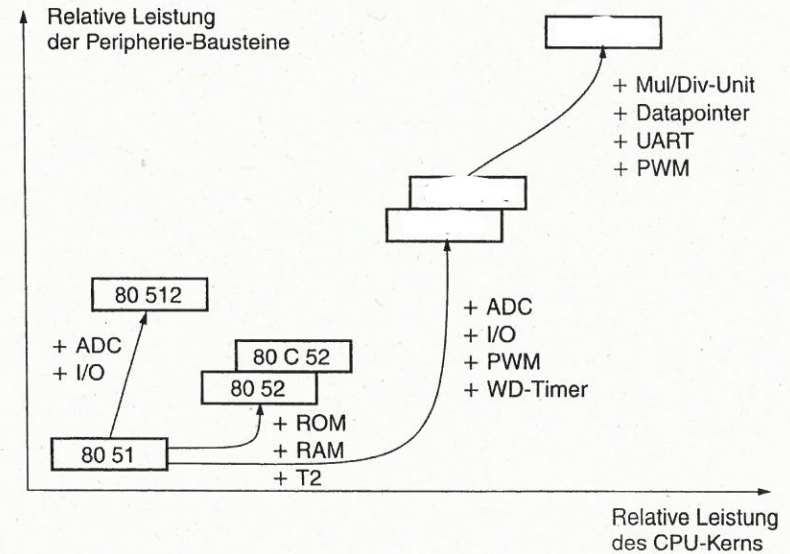 Relative Leistung
der Peripherie-Bausteine
+ Mul/Div-Unit
+ Datapointer
+ UART
+ PWM
80 512
+ ADC
+ I/O
80 C 52
80 52
+ ADC
+ I/O
+ PWM
+ WD-Timer
80 51
+ ROM
+ RAM
+ T2
Relative Leistung
des CPU-Kerns